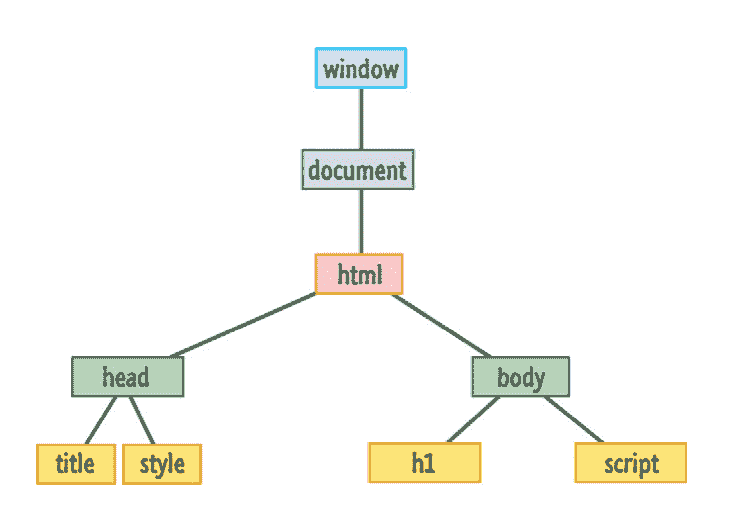 window
document
html
head
body
title
style
h1
script